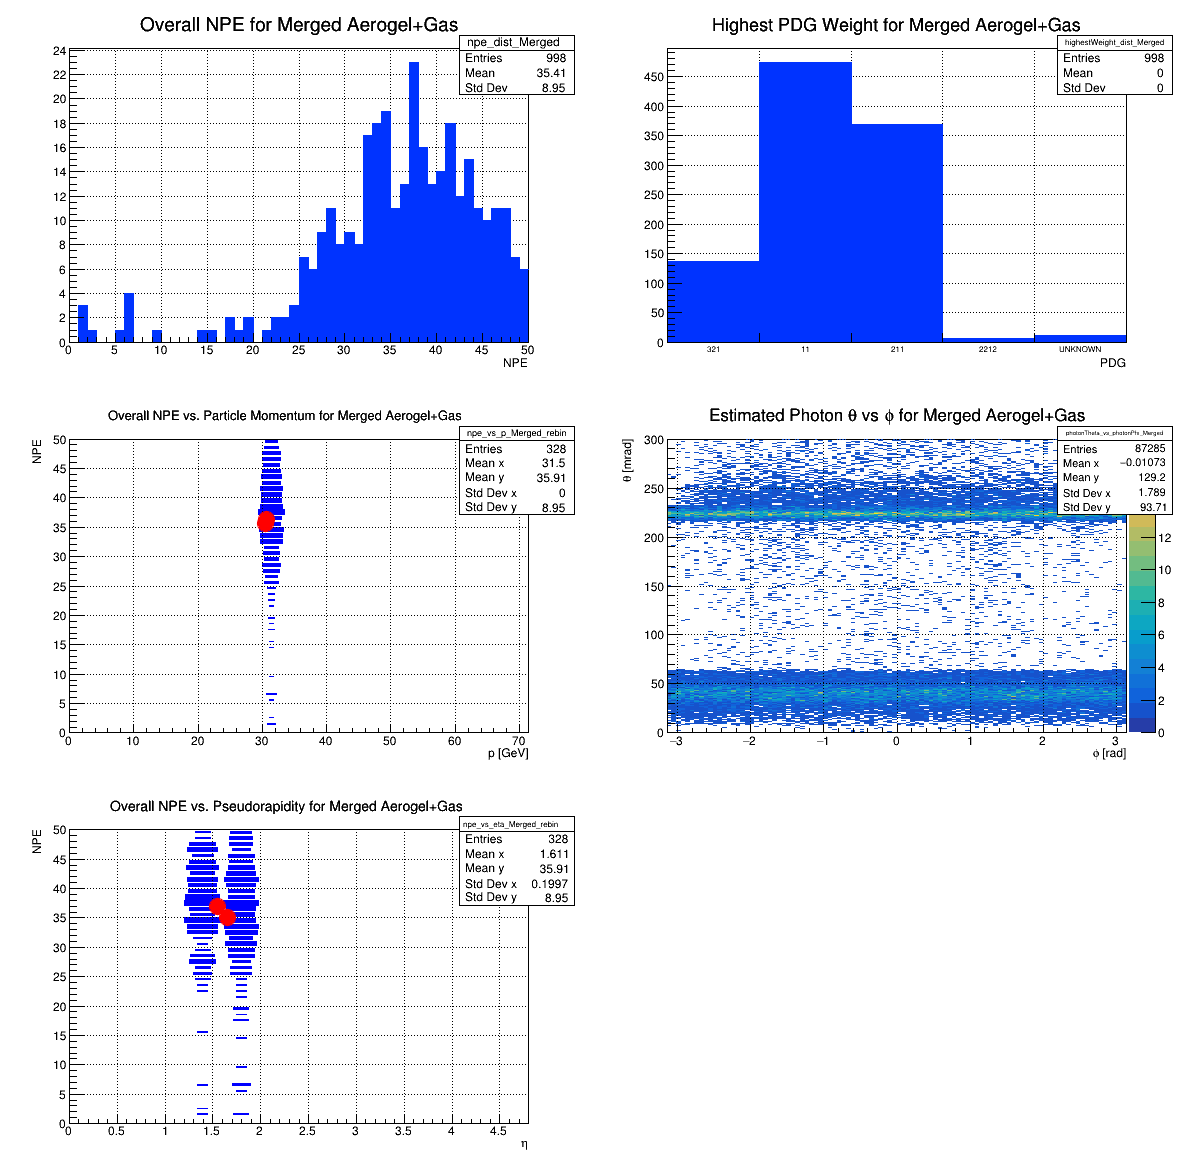 Overall NPE for Merged Aerogel+Gas
npe_dist_Merged
Entries 998
Mean 35.41
Std Dev 8.95
24
22
20
18
16
14
12
10
8
6
4
2
0
0 5 10 15 20 25 30 35 40 45 50
NPE
Highest PDG Weight for Merged Aerogel+Gas
highestWeight_dist_Merged
Entries 998
Mean 0
Std Dev 0
450
400
350
300
250
200
150
100
50
0
321 11 211 2212 UNKNOWN
PDG
Overall NPE vs. Particle Momentum for Merged Aerogel+Gas
npe_vs_p_Merged_rebin
Entries 328
Mean x 31.5
Mean y 35.91
Std Dev x 0
Std Dev y 8.95
NPE
50
45
40
35
30
25
20
15
10
5
0
0 10 20 30 40 50 60 70
p [GeV]
Estimated Photon θ vs ϕ for Merged Aerogel+Gas
photonTheta_vs_photonPhi_Merged
Entries 87285
Mean x −0.01073
Mean y 129.2
Std Dev x 1.789
Std Dev y 93.71
θ [mrad]
300
250
200
150
100
50
0
−3 −2 −1 0 1 2 3
ϕ [rad]
12
10
8
6
4
2
0
Overall NPE vs. Pseudorapidity for Merged Aerogel+Gas
npe_vs_eta_Merged_rebin
Entries 328
Mean x 1.611
Mean y 35.91
Std Dev x 0.1997
Std Dev y 8.95
NPE
50
45
40
35
30
25
20
15
10
5
0
0 0.5 1 1.5 2 2.5 3 3.5 4 4.5
η